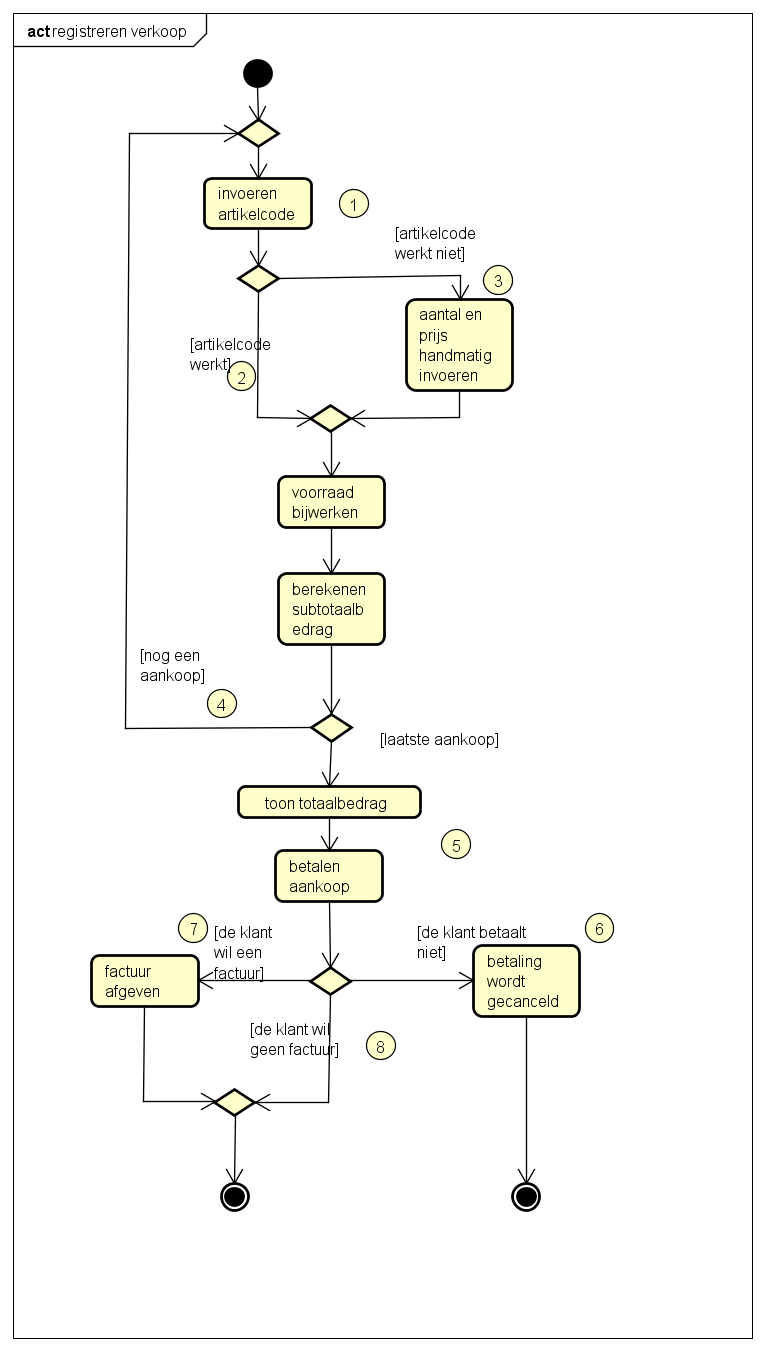 act registreren verkoop
invoeren
artikelcode
1
[artikelcode
werkt niet]
3
aantal en
prijs
handmatig
invoeren
[artikelcode
werkt]
2
voorraad
bijwerken
berekenen
subtotaalb
edrag
[nog een
aankoop]
4
[laatste aankoop]
toon totaalbedrag
5
betalen
aankoop
7
[de klant
wil een
factuur]
[de klant betaalt
niet]
6
factuur
afgeven
betaling
wordt
gecanceld
[de klant wil
geen factuur]
8